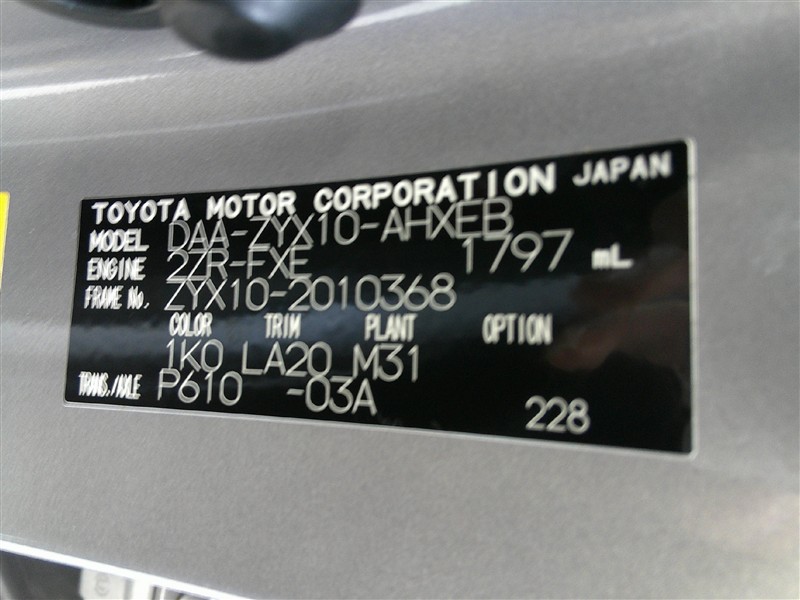 TOYOTA MOTOR CORPORATION JAPAN
MODEL DAA-ZYX10-AHXEB
ENGINE 2ZR-FXE 1797 mL
FRAME No. ZYX10-2010368
COLOR TRIM PLANT OPTION
1K0 LA20 M31
TRANS./AXLE P610 -03A
228